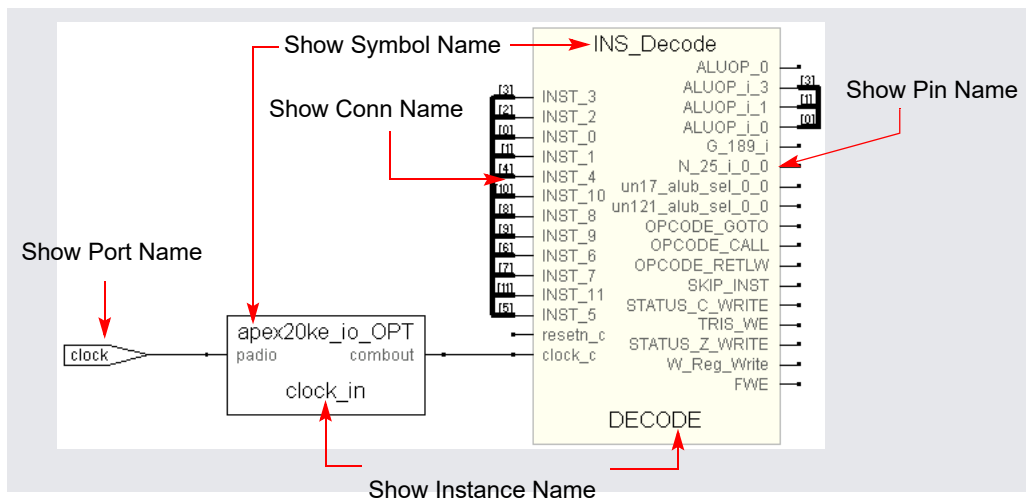 Show Symbol Name
INS_Decode
ALUOP_0
[3]
ALUOP_i_3
Show Pin Name
[3]
INST_3
[1]
ALUOP_i_1
Show Conn Name
[2]
INST_2
[0]
ALUOP_i_0
[0]
INST_0
G_189_i
[1]
INST_1
N_25_i_0_0
[4]
INST_4
un17_alub_sel_0_0
[10]
INST_10
un121_alub_sel_0_0
[8]
INST_8
OPCODE_GOTO
[9]
INST_9
OPCODE_CALL
Show Port Name
[6]
INST_6
OPCODE_RETLW
[7]
INST_7
SKIP_INST
[11]
INST_11
STATUS_C_WRITE
[5]
INST_5
TRIS_WE
apex20ke_io_OPT
resetn_c
STATUS_Z_WRITE
clock
padio
combout
clock_c
W_Reg_Write
FWE
clock_in
DECODE
Show Instance Name